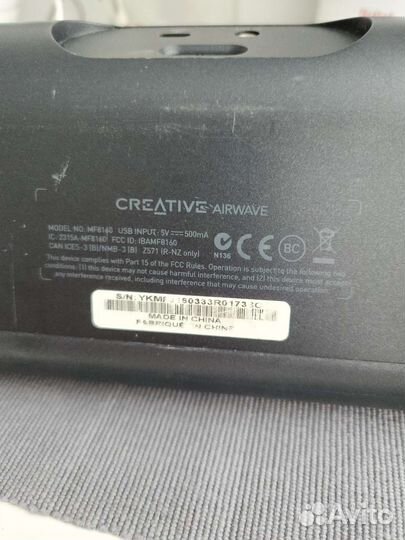 CREATIVE AIRWAVE
MODEL NO: MF8160 USB INPUT: 5V⎓500mA
IC: 2315A-MF8160 FCC ID: IBAMF8160
CAN ICES-3 (B)/NMB-3 (B) Z571 (R-NZ only)
N136
BC
This device complies with Part 15 of the FCC Rules. Operation is subject to the following two
conditions: (1) this device may not cause harmful interference, and (2) this device must accept
any interference received, including interference that may cause undesired operation.
S/N:
MADE IN CHINA
FABRIQUÉ EN CHINE
Avito